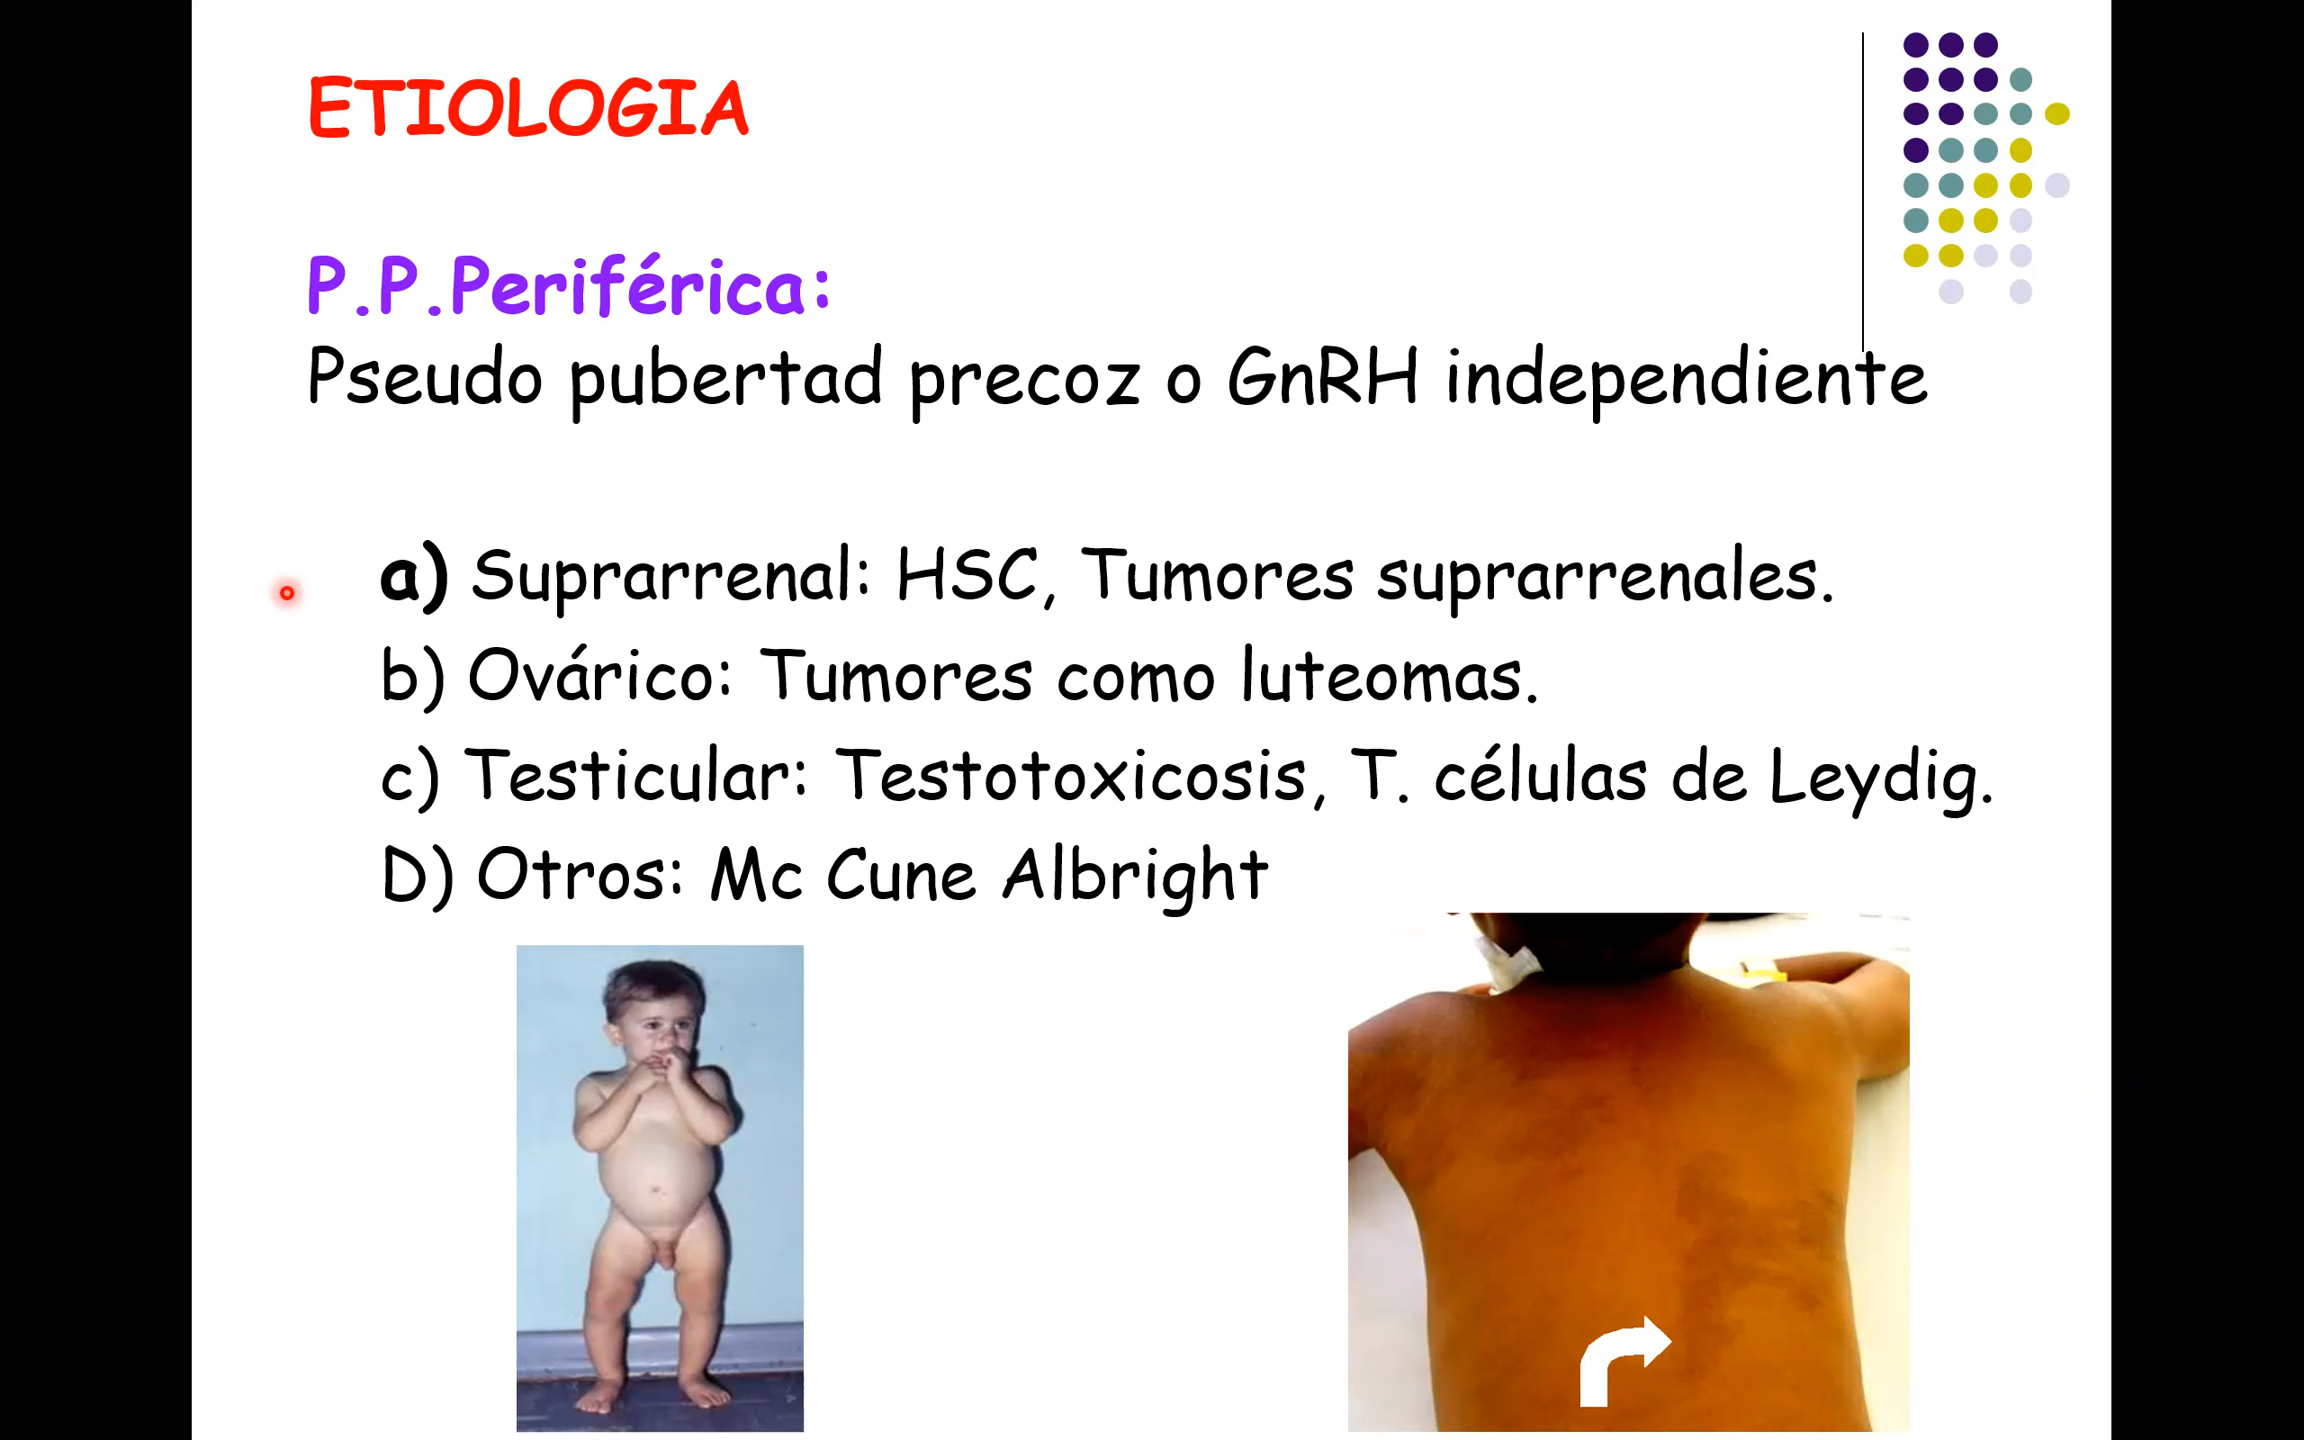 ETIOLOGIA
P.P.Periférica:
Pseudo pubertad precoz o GnRH independiente
a) Suprarrenal: HSC, Tumores suprarrenales.
b) Ovárico: Tumores como luteomas.
c) Testicular: Testotoxicosis, T. células de Leydig.
D) Otros: Mc Cune Albright